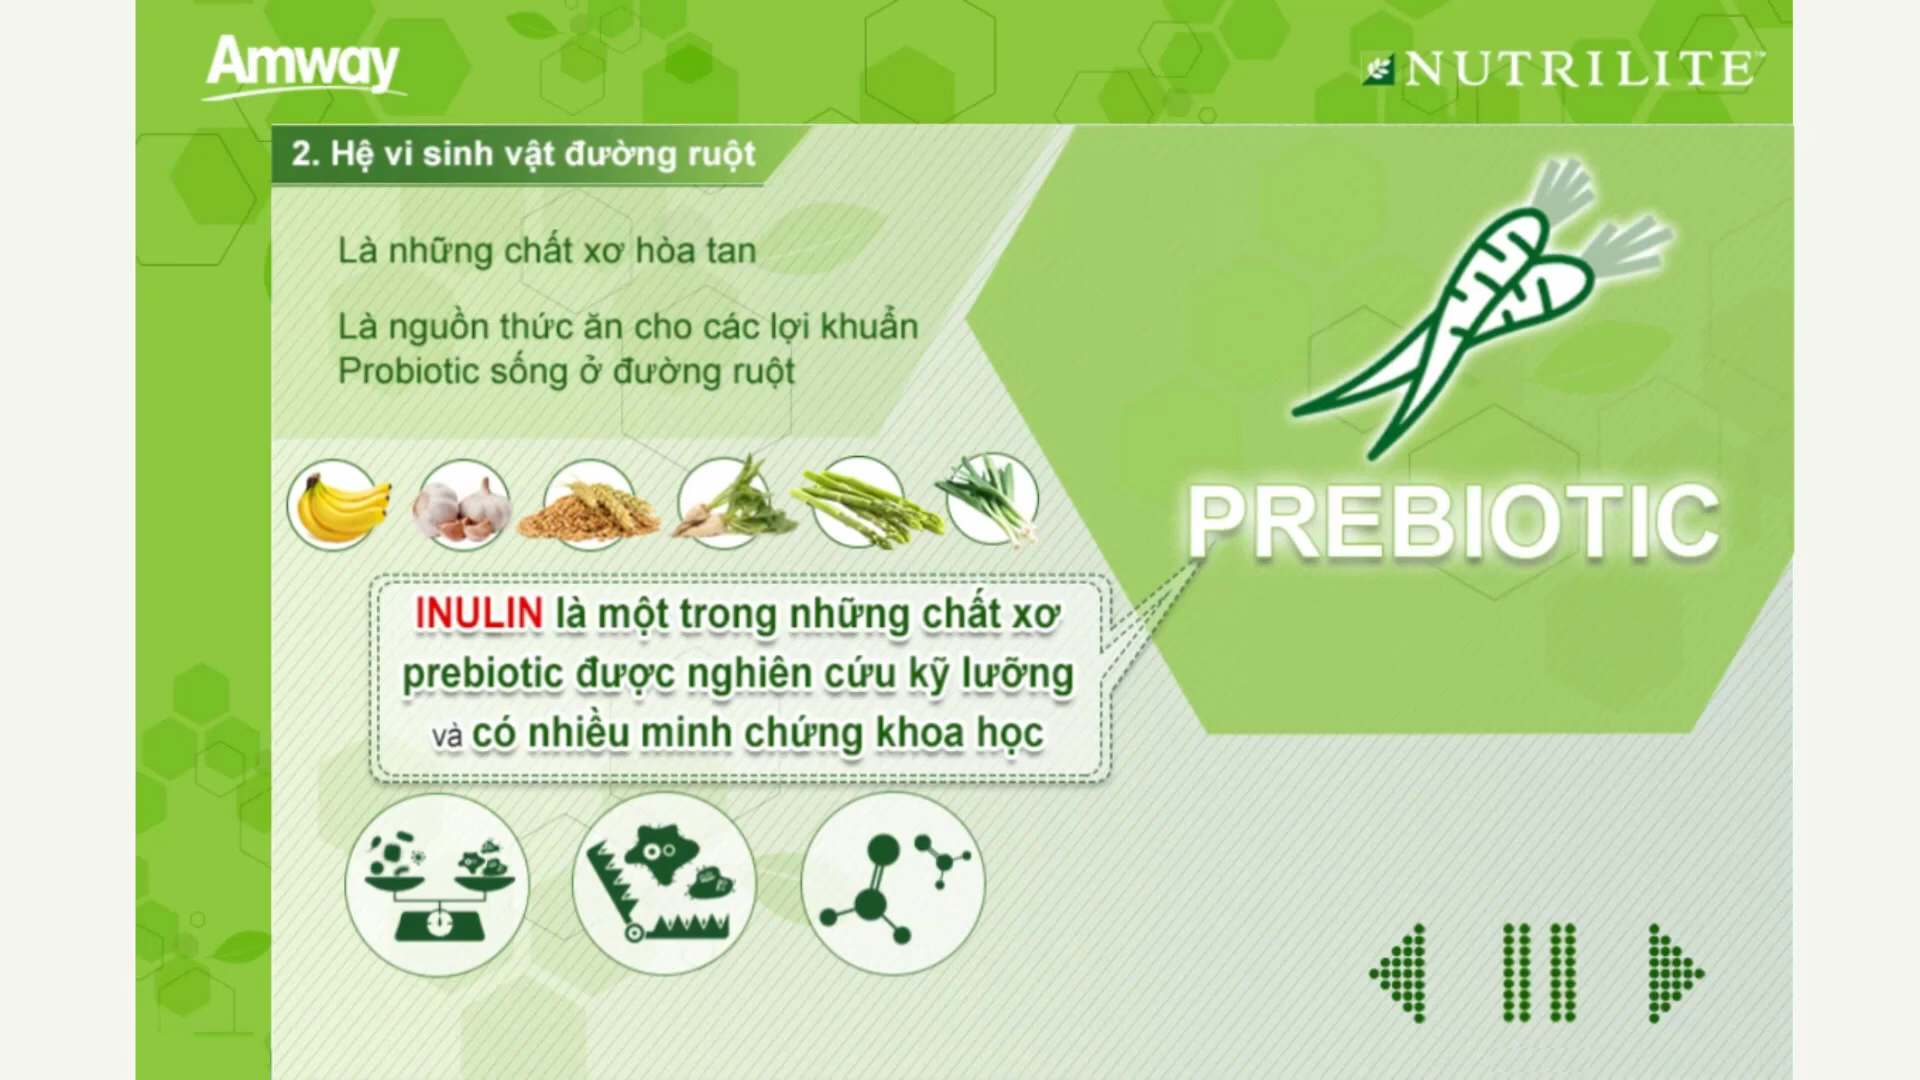 Amway
NUTRILITE™
2. Hệ vi sinh vật đường ruột
Là những chất xơ hòa tan
Là nguồn thức ăn cho các lợi khuẩn
Probiotic sống ở đường ruột
PREBIOTIC
INULIN là một trong những chất xơ
prebiotic được nghiên cứu kỹ lưỡng
và có nhiều minh chứng khoa học